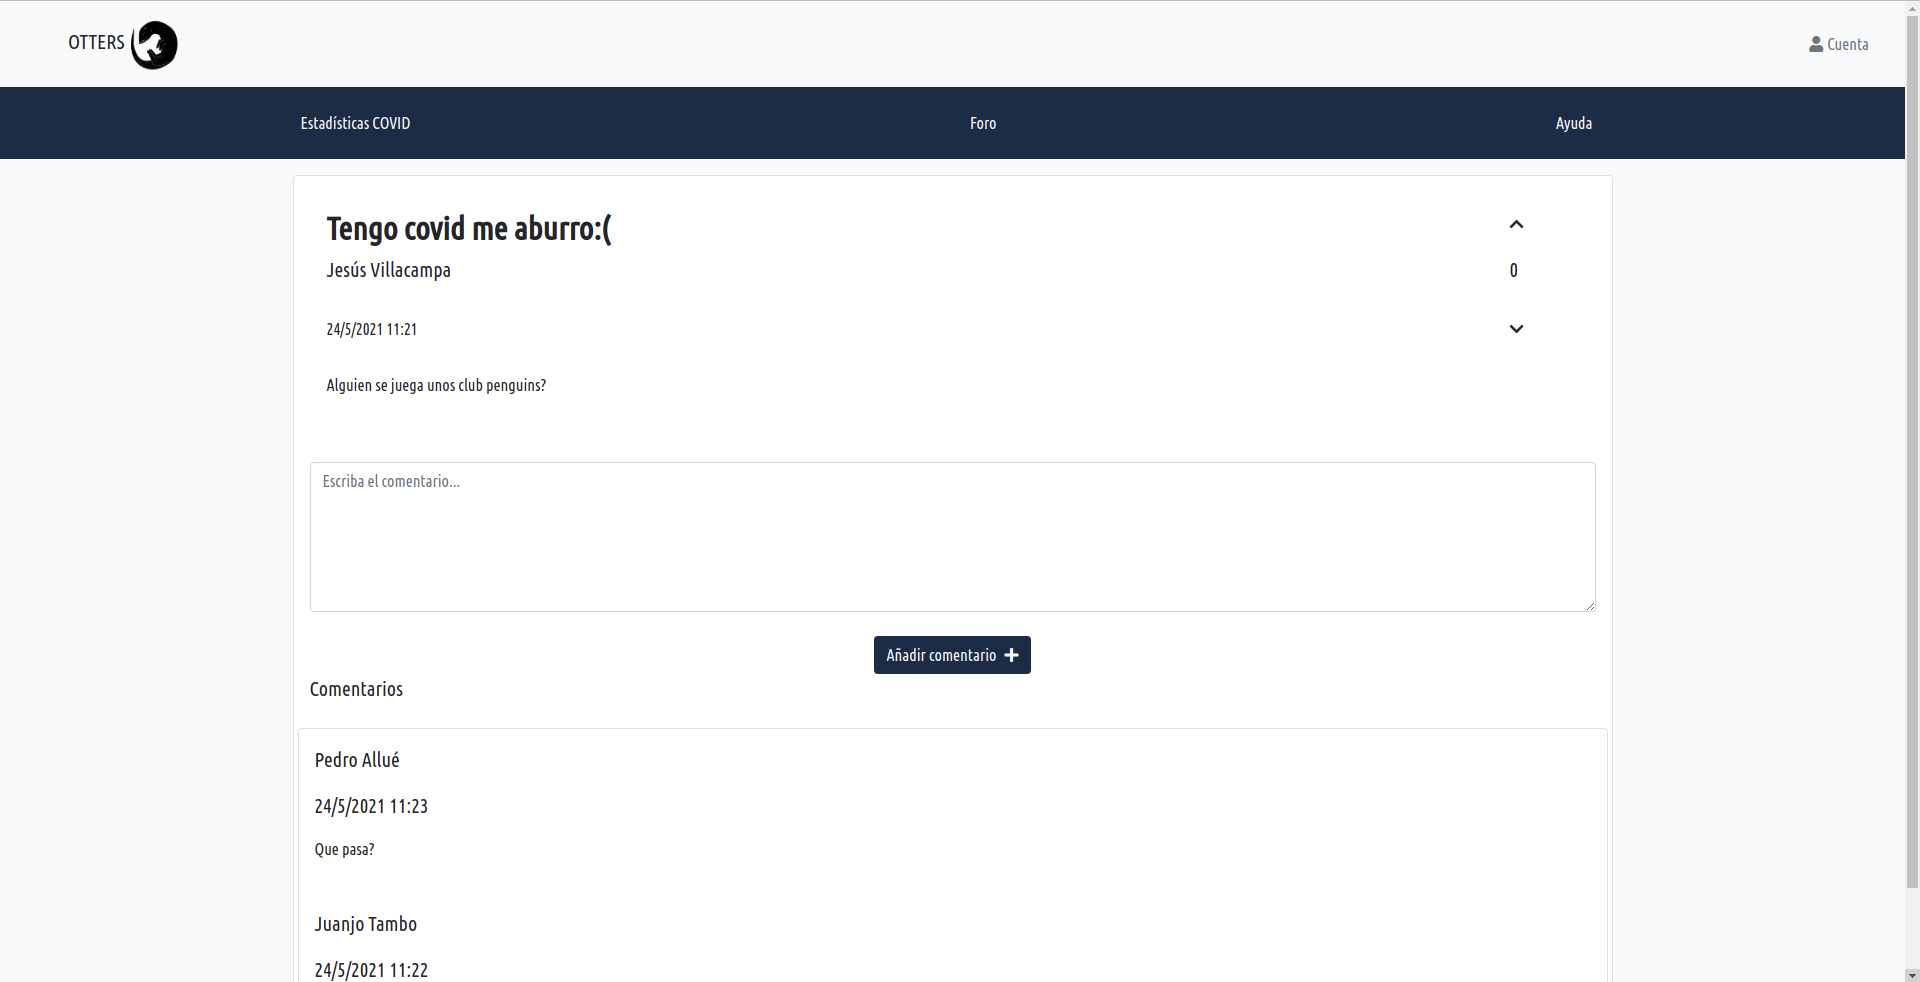 OTTERS
Cuenta
Estadísticas COVID
Foro
Ayuda
Tengo covid me aburro:(
Jesús Villacampa
0
24/5/2021 11:21
Alguien se juega unos club penguins?
Escriba el comentario...
Añadir comentario
Comentarios
Pedro Allué
24/5/2021 11:23
Que pasa?
Juanjo Tambo
24/5/2021 11:22